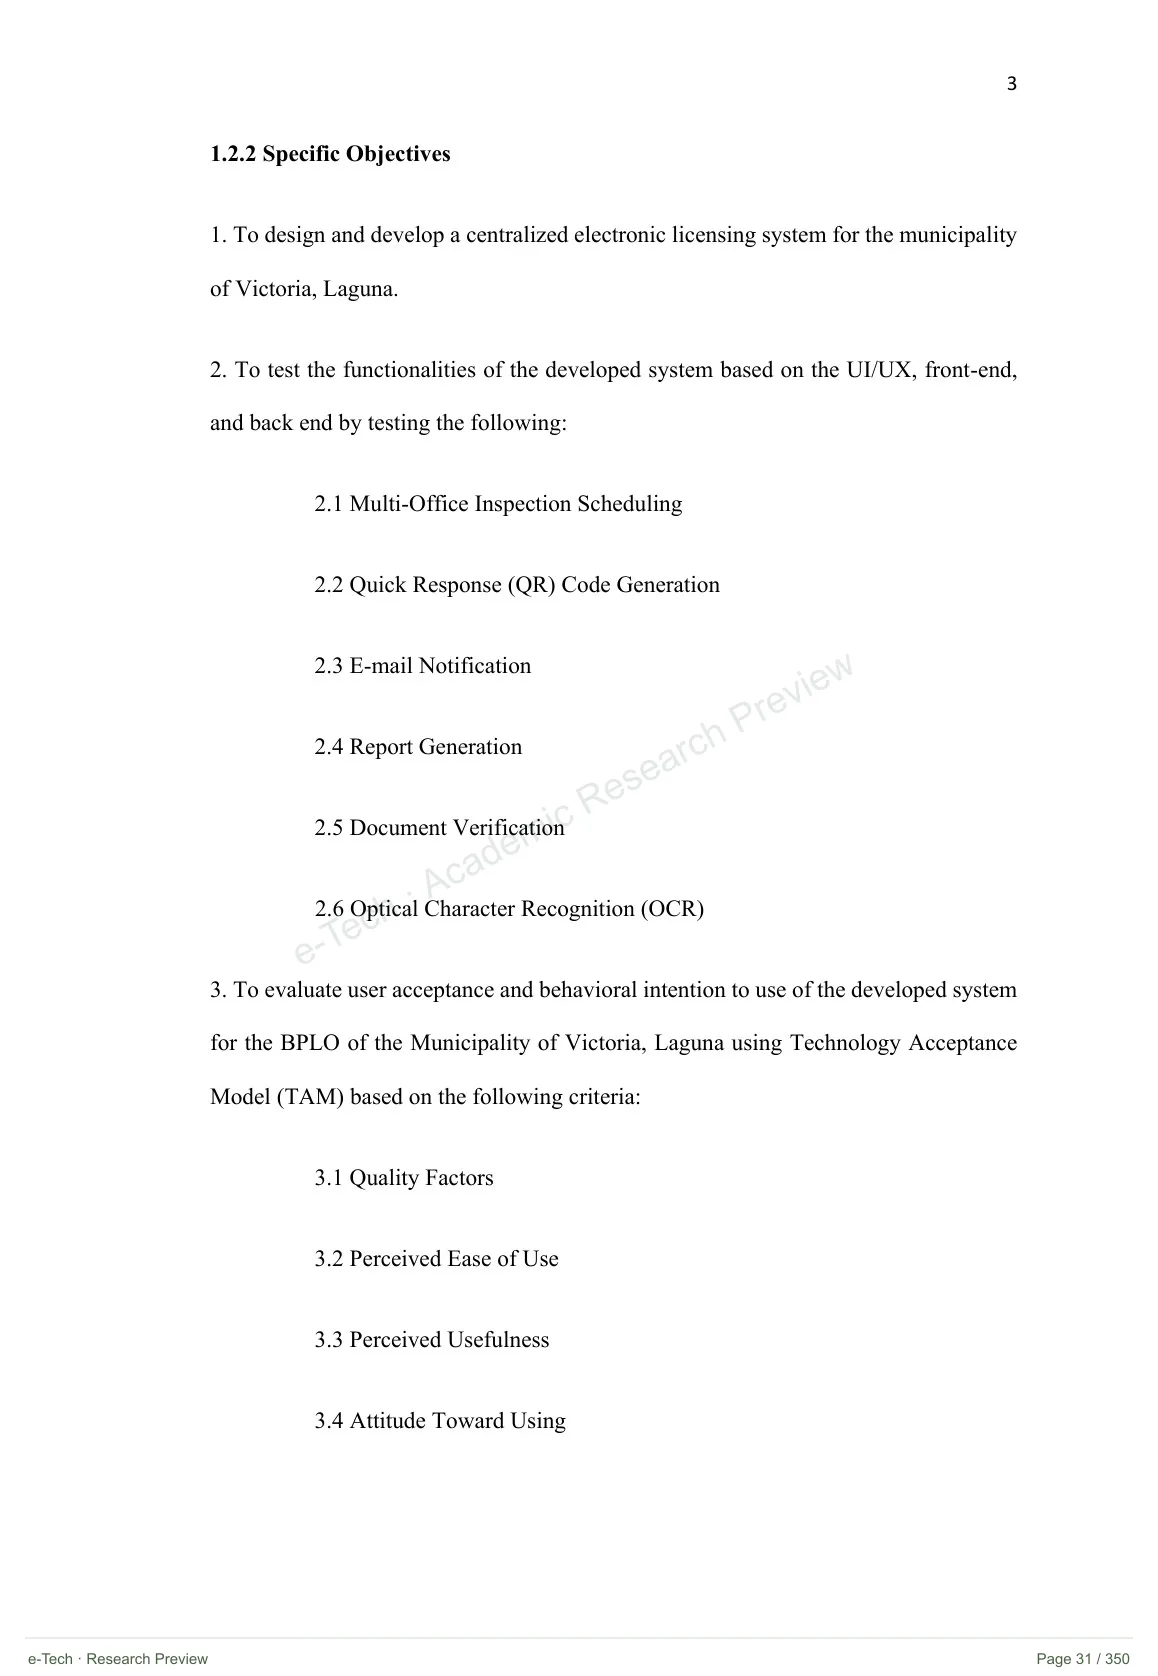 3
1.2.2 Specific Objectives
1. To design and develop a centralized electronic licensing system for the municipality
of Victoria, Laguna.
2. To test the functionalities of the developed system based on the UI/UX, front-end,
and back end by testing the following:
2.1 Multi-Office Inspection Scheduling
2.2 Quick Response (QR) Code Generation
2.3 E-mail Notification
2.4 Report Generation
2.5 Document Verification
2.6 Optical Character Recognition (OCR)
e-Tech · Academic Research Preview
3. To evaluate user acceptance and behavioral intention to use of the developed system
for the BPLO of the Municipality of Victoria, Laguna using Technology Acceptance
Model (TAM) based on the following criteria:
3.1 Quality Factors
3.2 Perceived Ease of Use
3.3 Perceived Usefulness
3.4 Attitude Toward Using
e-Tech · Research Preview
Page 31 / 350